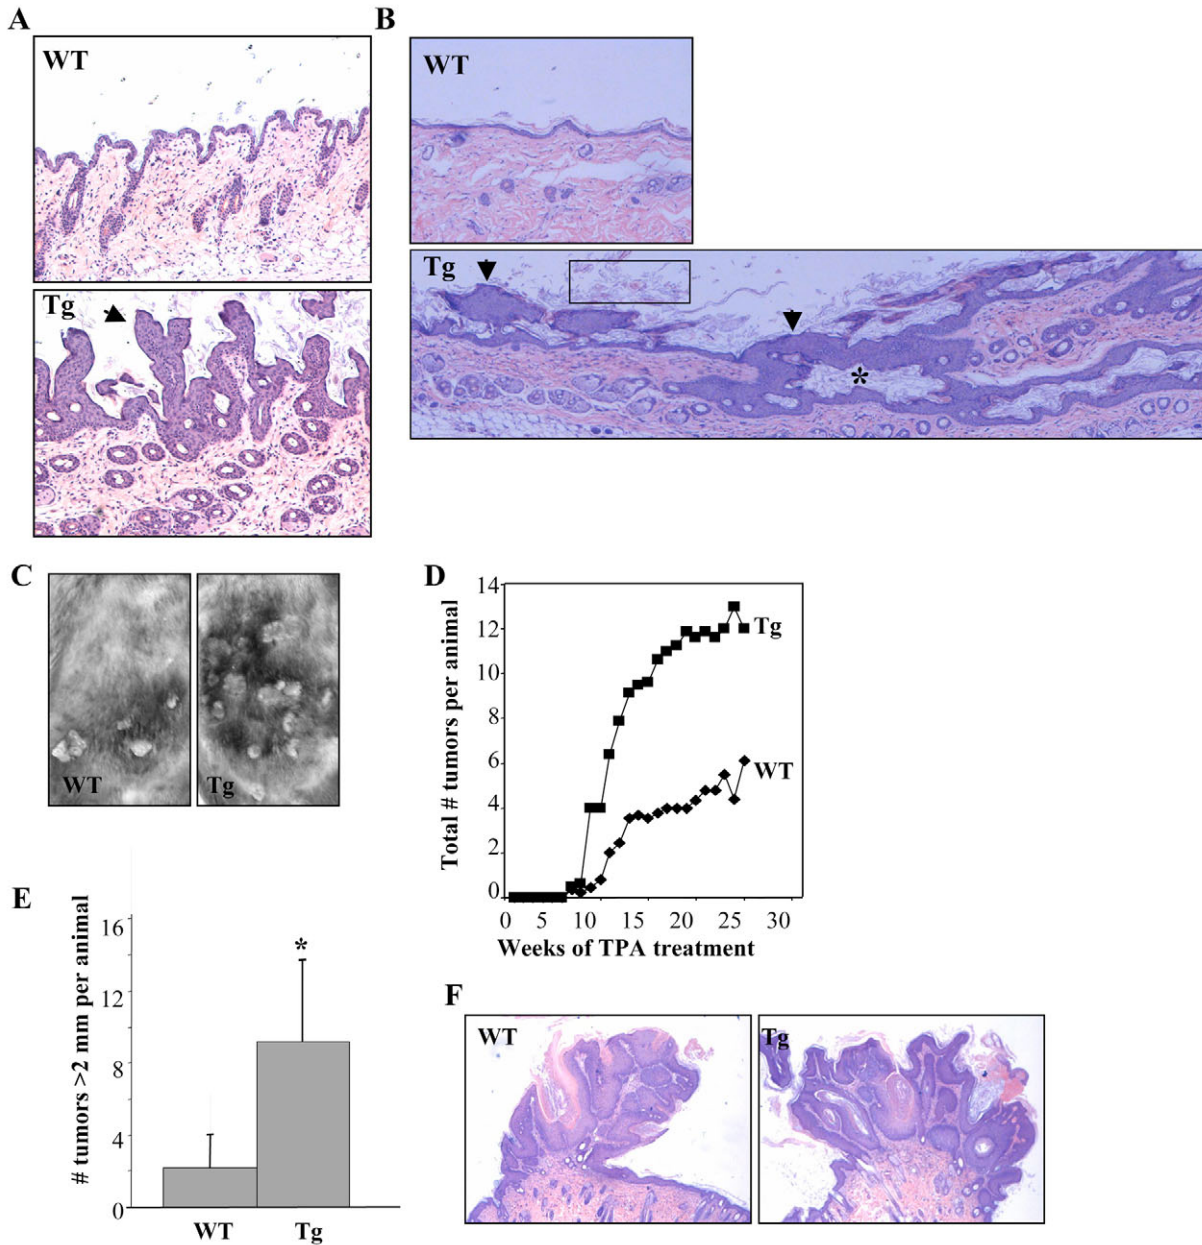 A
WT
Tg
B
WT
Tg
*
C
WT
Tg
D
Total # tumors per animal
14
12
10
8
6
4
2
0
Tg
WT
0 5 10 15 20 25 30
Weeks of TPA treatment
E
# tumors >2 mm per animal
16
12
8
4
0
*
WT Tg
F
WT
Tg